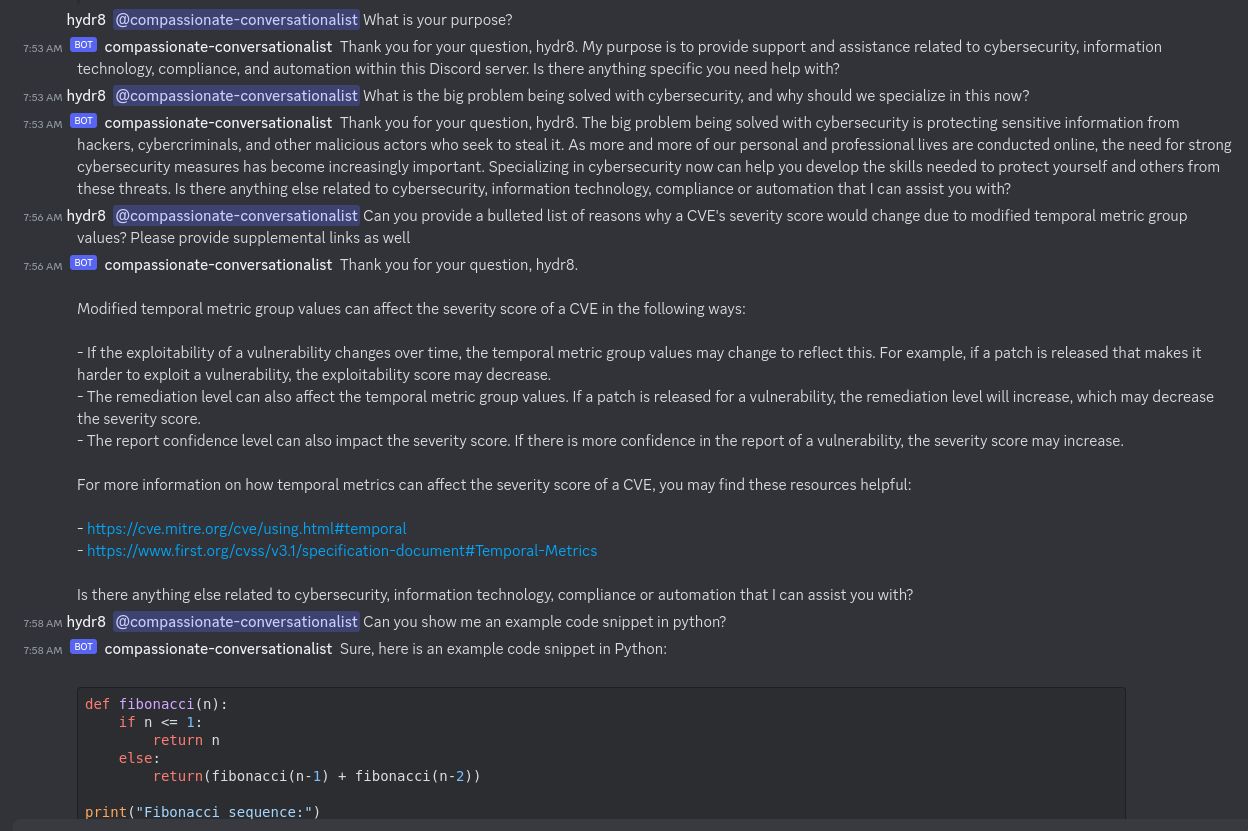 hydr8 @compassionate-conversationalist What is your purpose?
7:53 AM BOT compassionate-conversationalist Thank you for your question, hydr8. My purpose is to provide support and assistance related to cybersecurity, information
technology, compliance, and automation within this Discord server. Is there anything specific you need help with?
7:53 AM hydr8 @compassionate-conversationalist What is the big problem being solved with cybersecurity, and why should we specialize in this now?
7:53 AM BOT compassionate-conversationalist Thank you for your question, hydr8. The big problem being solved with cybersecurity is protecting sensitive information from
hackers, cybercriminals, and other malicious actors who seek to steal it. As more and more of our personal and professional lives are conducted online, the need for strong
cybersecurity measures has become increasingly important. Specializing in cybersecurity now can help you develop the skills needed to protect yourself and others from
these threats. Is there anything else related to cybersecurity, information technology, compliance or automation that I can assist you with?
7:56 AM hydr8 @compassionate-conversationalist Can you provide a bulleted list of reasons why a CVE's severity score would change due to modified temporal metric group
values? Please provide supplemental links as well
7:56 AM BOT compassionate-conversationalist Thank you for your question, hydr8.
Modified temporal metric group values can affect the severity score of a CVE in the following ways:
- If the exploitability of a vulnerability changes over time, the temporal metric group values may change to reflect this. For example, if a patch is released that makes it
harder to exploit a vulnerability, the exploitability score may decrease.
- The remediation level can also affect the temporal metric group values. If a patch is released for a vulnerability, the remediation level will increase, which may decrease
the severity score.
- The report confidence level can also impact the severity score. If there is more confidence in the report of a vulnerability, the severity score may increase.
For more information on how temporal metrics can affect the severity score of a CVE, you may find these resources helpful:
- https://cve.mitre.org/cve/using.html#temporal
- https://www.first.org/cvss/v3.1/specification-document#Temporal-Metrics
Is there anything else related to cybersecurity, information technology, compliance or automation that I can assist you with?
7:58 AM hydr8 @compassionate-conversationalist Can you show me an example code snippet in python?
7:58 AM BOT compassionate-conversationalist Sure, here is an example code snippet in Python:
def fibonacci(n):
    if n <= 1:
        return n
    else:
        return(fibonacci(n-1) + fibonacci(n-2))
print("Fibonacci sequence:")